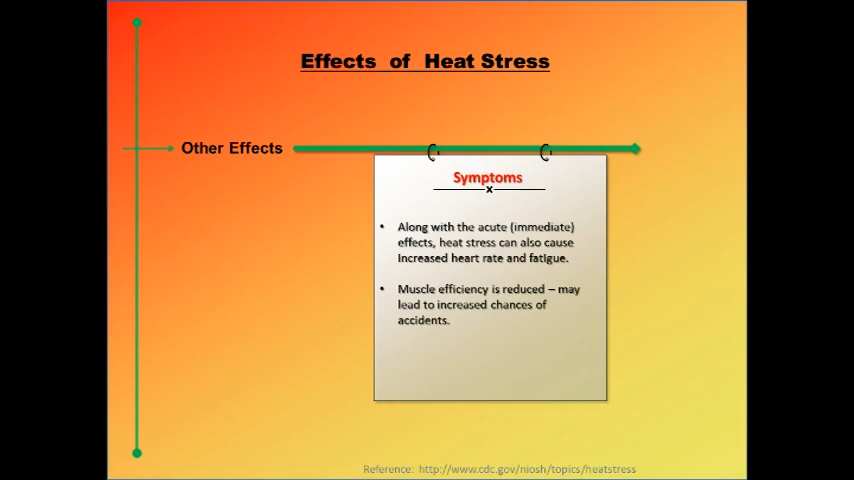 Effects of Heat Stress
Other Effects
Symptoms
x
• Along with the acute (immediate)
effects, heat stress can also cause
increased heart rate and fatigue.
• Muscle efficiency is reduced – may
lead to increased chances of
accidents.
Reference: http://www.cdc.gov/niosh/topics/heatstress